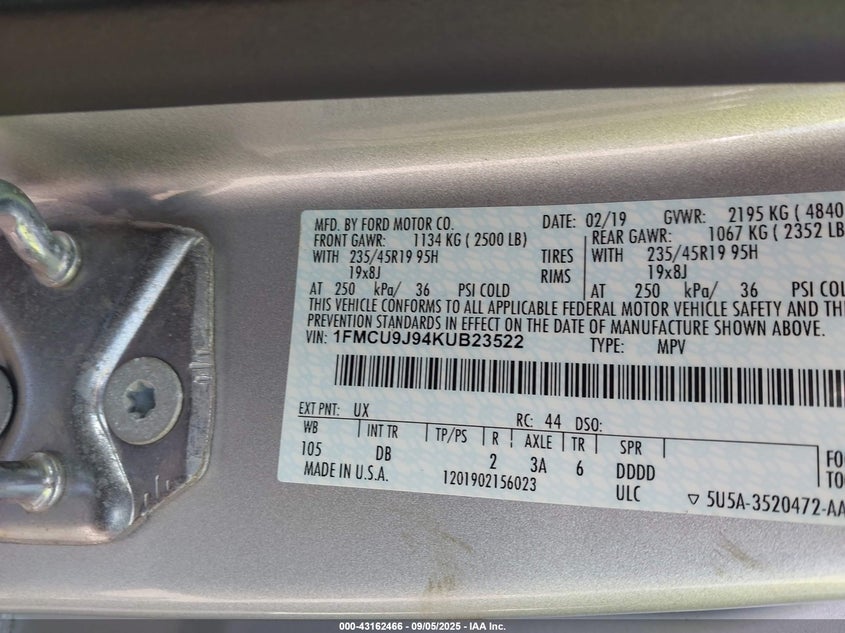 MFD. BY FORD MOTOR CO. DATE: 02/19 GVWR: 2195 KG ( 4840
FRONT GAWR: 1134 KG ( 2500 LB) REAR GAWR: 1067 KG ( 2352 LB
WITH 235/45R19 95H TIRES WITH 235/45R19 95H
19x8J RIMS 19x8J
AT 250 kPa/ 36 PSI COLD AT 250 kPa/ 36 PSI COL
THIS VEHICLE CONFORMS TO ALL APPLICABLE FEDERAL MOTOR VEHICLE SAFETY AND THE
PREVENTION STANDARDS IN EFFECT ON THE DATE OF MANUFACTURE SHOWN ABOVE.
VIN: 1FMCU9J94KUB23522 TYPE: MPV
EXT PNT: UX RC: 44 DSO:
WB INT TR TP/PS R AXLE TR SPR
105 DB 2 3A 6 DDDD
MADE IN U.S.A. 1201902156023 ULC
FO
TO
▽ 5U5A-3520472-AA
000-43162466 - 09/05/2025 - IAA Inc.